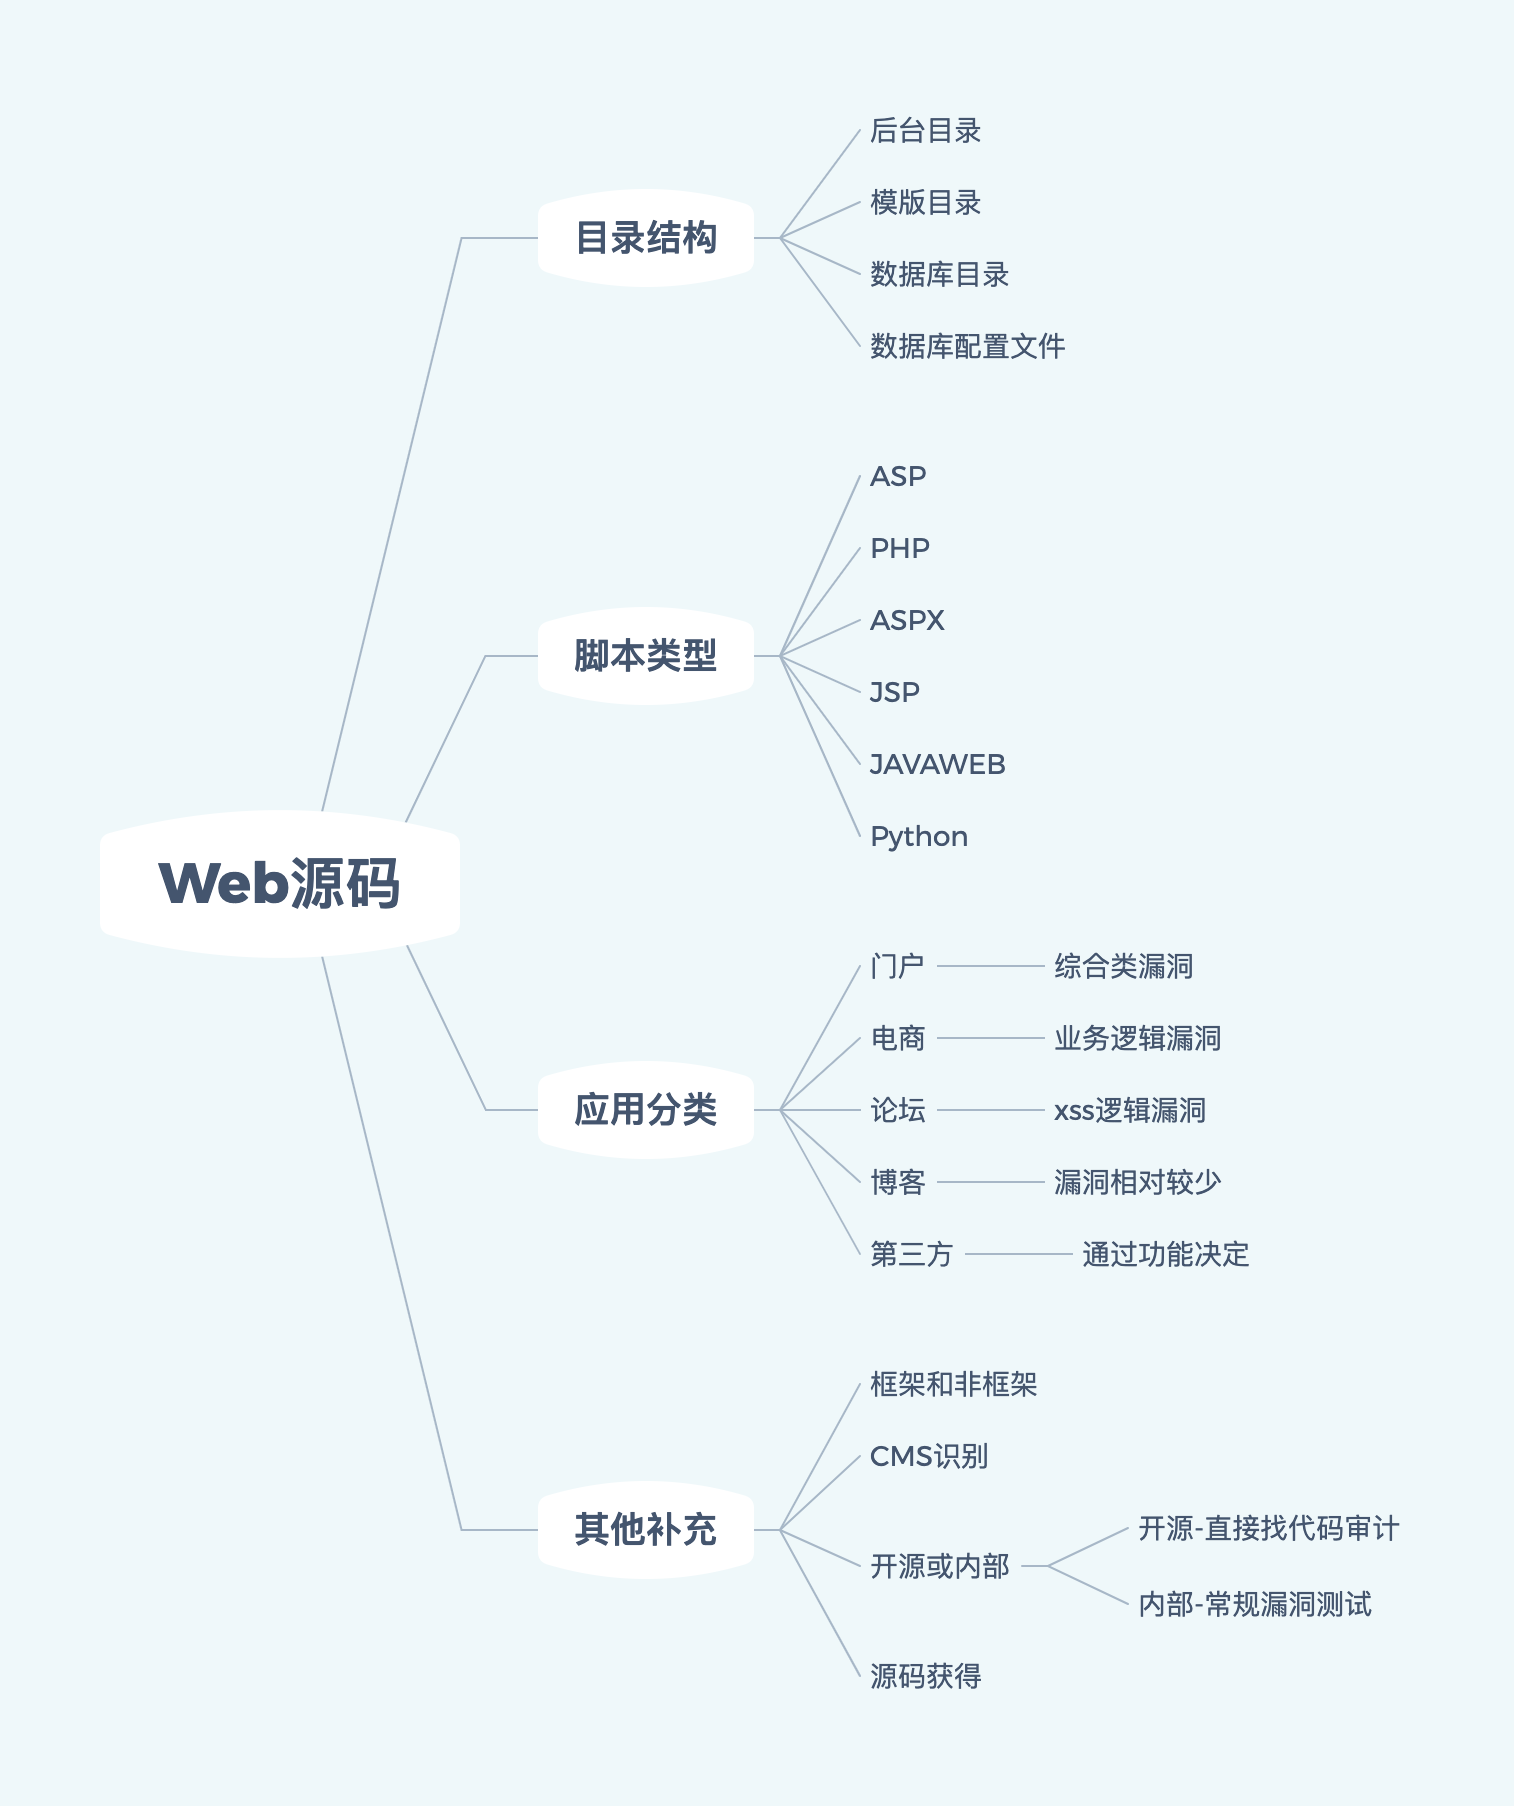 Web源码
目录结构
后台目录
模版目录
数据库目录
数据库配置文件
脚本类型
ASP
PHP
ASPX
JSP
JAVAWEB
Python
应用分类
门户
综合类漏洞
电商
业务逻辑漏洞
论坛
xss逻辑漏洞
博客
漏洞相对较少
第三方
通过功能决定
其他补充
框架和非框架
CMS识别
开源或内部
开源-直接找代码审计
内部-常规漏洞测试
源码获得